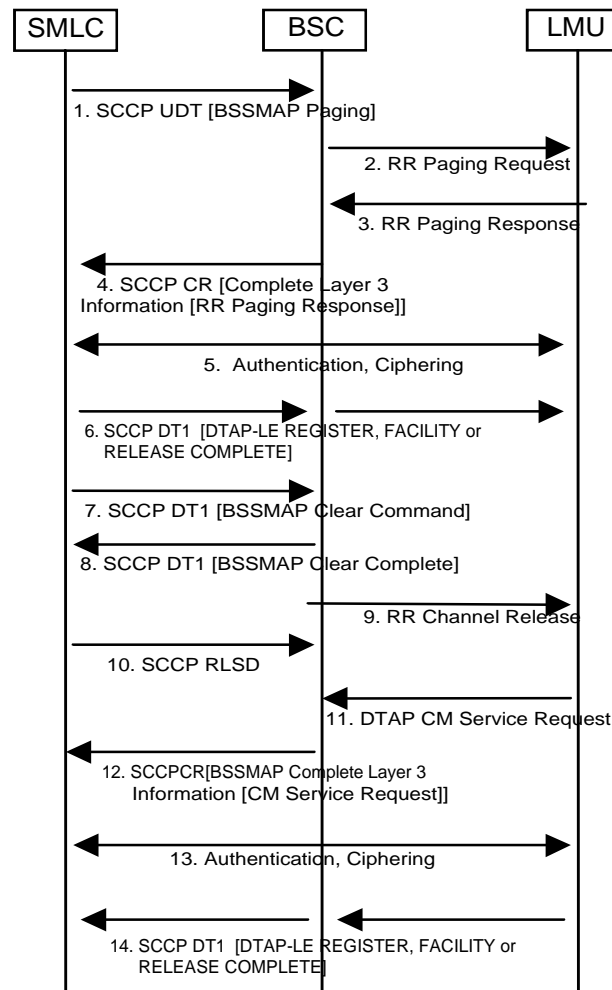 SMLC
BSC
LMU
1. SCCP UDT [BSSMAP Paging]
2. RR Paging Request
3. RR Paging Response
4. SCCP CR [Complete Layer 3
Information [RR Paging Response]]
5. Authentication, Ciphering
6. SCCP DT1 [DTAP-LE REGISTER, FACILITY or
RELEASE COMPLETE]
7. SCCP DT1 [BSSMAP Clear Command]
8. SCCP DT1 [BSSMAP Clear Complete]
9. RR Channel Release
10. SCCP RLSD
11. DTAP CM Service Request
12. SCCPCR[BSSMAP Complete Layer 3
Information [CM Service Request]]
13. Authentication, Ciphering
14. SCCP DT1 [DTAP-LE REGISTER, FACILITY or
RELEASE COMPLETE]